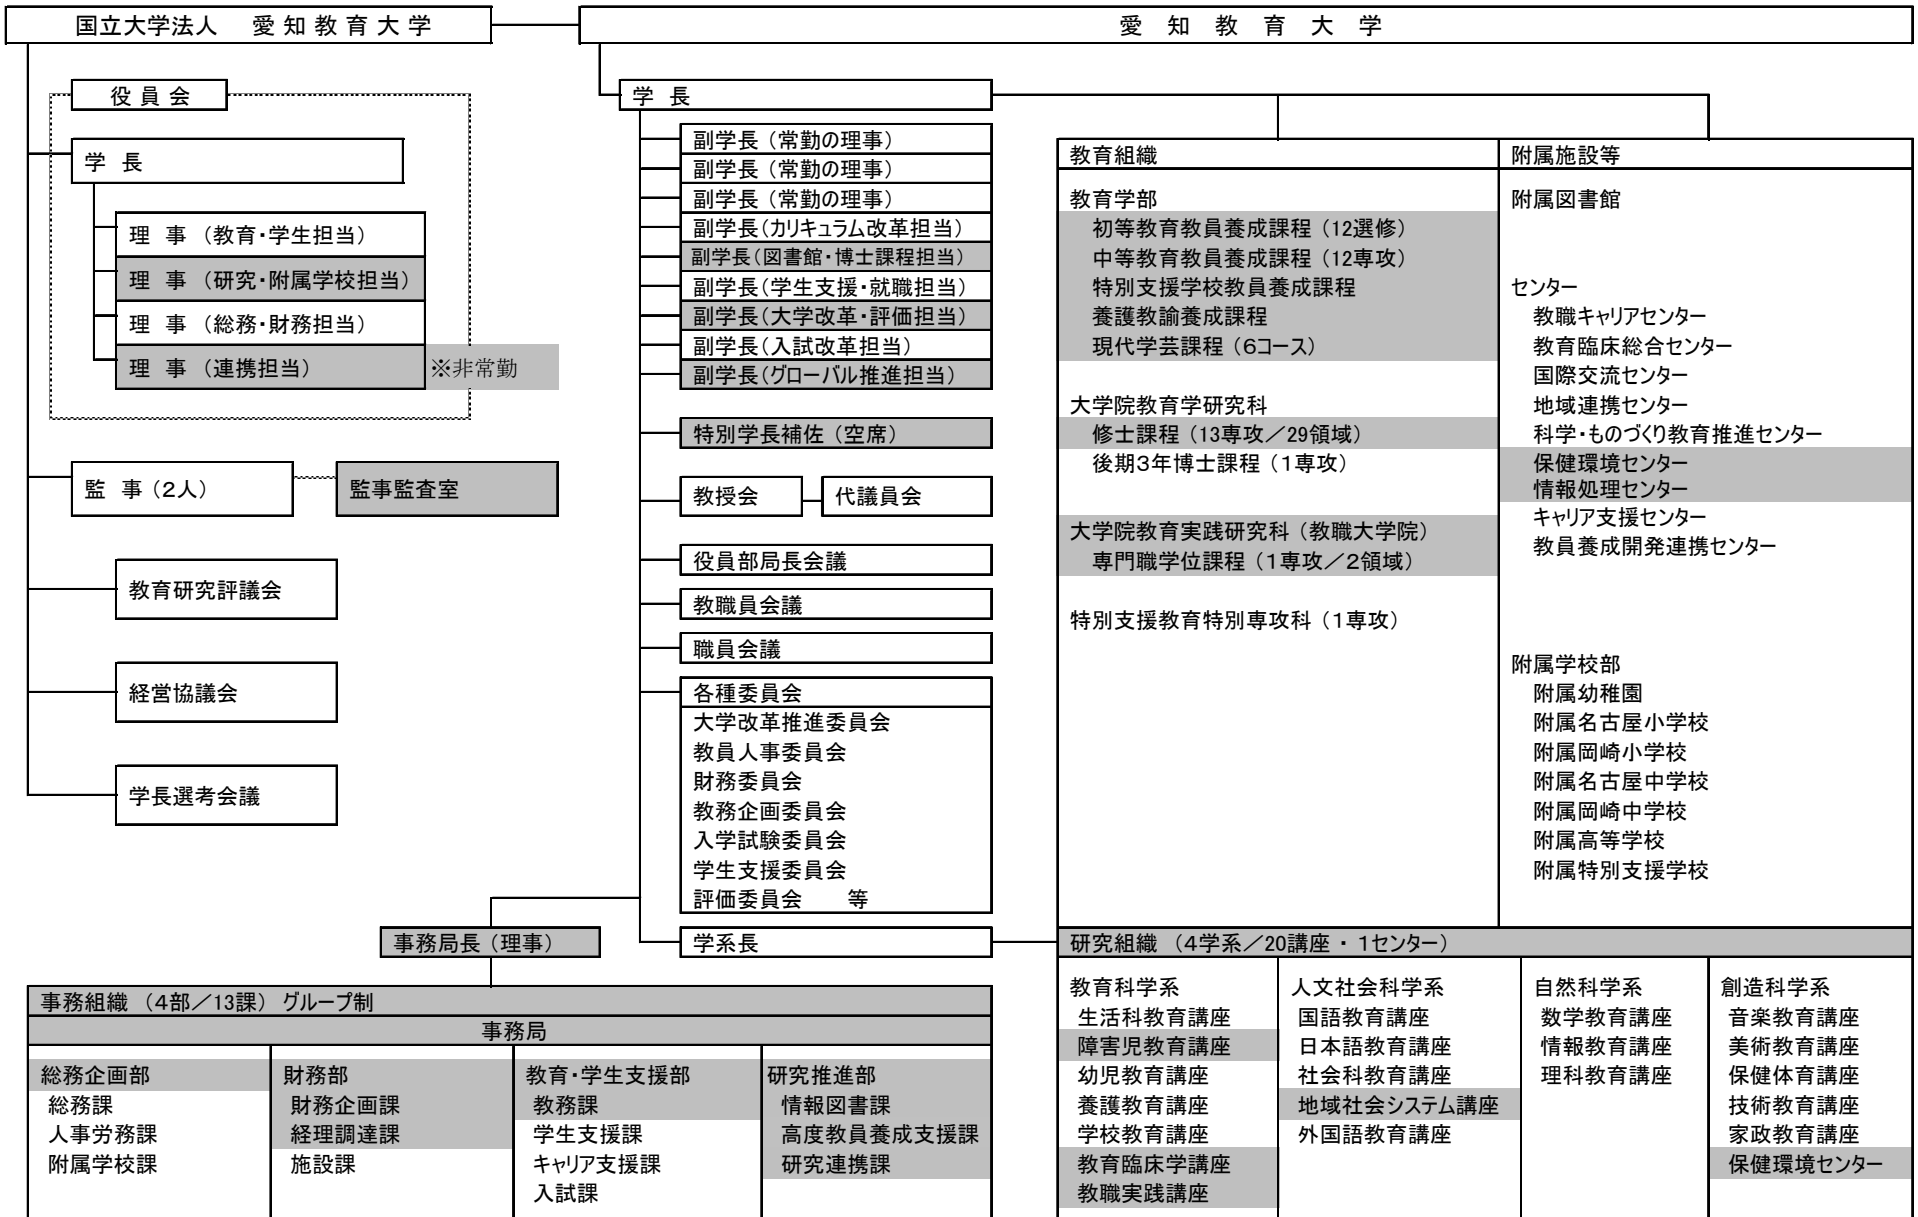 国立大学法人 愛知教育大学
愛知教育大学
役員会
学長
理事（教育・学生担当）
理事（研究・附属学校担当）
理事（総務・財務担当）
理事（連携担当）
※非常勤
監事（2人）
監事監査室
教育研究評議会
経営協議会
学長選考会議
学長
副学長（常勤の理事）
副学長（常勤の理事）
副学長（常勤の理事）
副学長（カリキュラム改革担当）
副学長（図書館・博士課程担当）
副学長（学生支援・就職担当）
副学長（大学改革・評価担当）
副学長（入試改革担当）
副学長（グローバル推進担当）
特別学長補佐（空席）
教授会
代議員会
役員部局長会議
教職員会議
職員会議
各種委員会
大学改革推進委員会
教員人事委員会
財務委員会
教務企画委員会
入学試験委員会
学生支援委員会
評価委員会 等
学系長
事務局長（理事）
教育組織
教育学部
初等教育教員養成課程（12選修）
中等教育教員養成課程（12専攻）
特別支援学校教員養成課程
養護教諭養成課程
現代学芸課程（6コース）
大学院教育学研究科
修士課程（13専攻／29領域）
後期3年博士課程（1専攻）
大学院教育実践研究科（教職大学院）
専門職学位課程（1専攻／2領域）
特別支援教育特別専攻科（1専攻）
附属施設等
附属図書館
センター
教職キャリアセンター
教育臨床総合センター
国際交流センター
地域連携センター
科学・ものづくり教育推進センター
保健環境センター
情報処理センター
キャリア支援センター
教員養成開発連携センター
附属学校部
附属幼稚園
附属名古屋小学校
附属岡崎小学校
附属名古屋中学校
附属岡崎中学校
附属高等学校
附属特別支援学校
事務組織（4部／13課）グループ制
事務局
総務企画部
総務課
人事労務課
附属学校課
財務部
財務企画課
経理調達課
施設課
教育・学生支援部
教務課
学生支援課
キャリア支援課
入試課
研究推進部
情報図書課
高度教員養成支援課
研究連携課
研究組織（4学系／20講座・1センター）
教育科学系
生活科教育講座
障害児教育講座
幼児教育講座
養護教育講座
学校教育講座
教育臨床学講座
教職実践講座
人文社会科学系
国語教育講座
日本語教育講座
社会科教育講座
地域社会システム講座
外国語教育講座
自然科学系
数学教育講座
情報教育講座
理科教育講座
創造科学系
音楽教育講座
美術教育講座
保健体育講座
技術教育講座
家政教育講座
保健環境センター